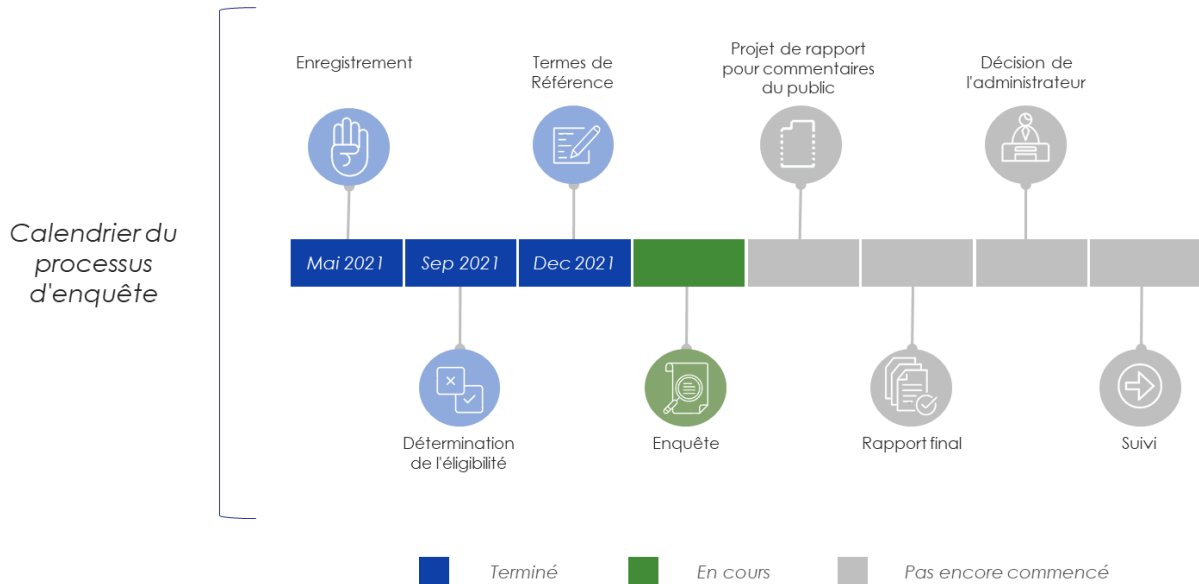 Calendrier du
processus
d'enquête
Enregistrement
Termes de
Référence
Projet de rapport
pour commentaires
du public
Décision de
l'administrateur
Mai 2021
Sep 2021
Dec 2021
Détermination
de l'éligibilité
Enquête
Rapport final
Suivi
Terminé
En cours
Pas encore commencé